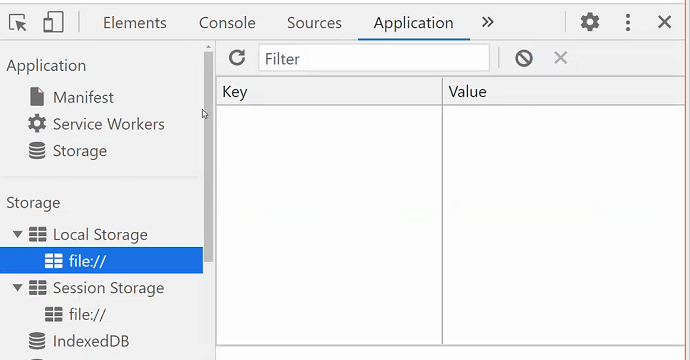 Elements Console Sources Application »
Application
Filter
Manifest
Key Value
Service Workers
Storage
Storage
Local Storage
file://
Session Storage
file://
IndexedDB